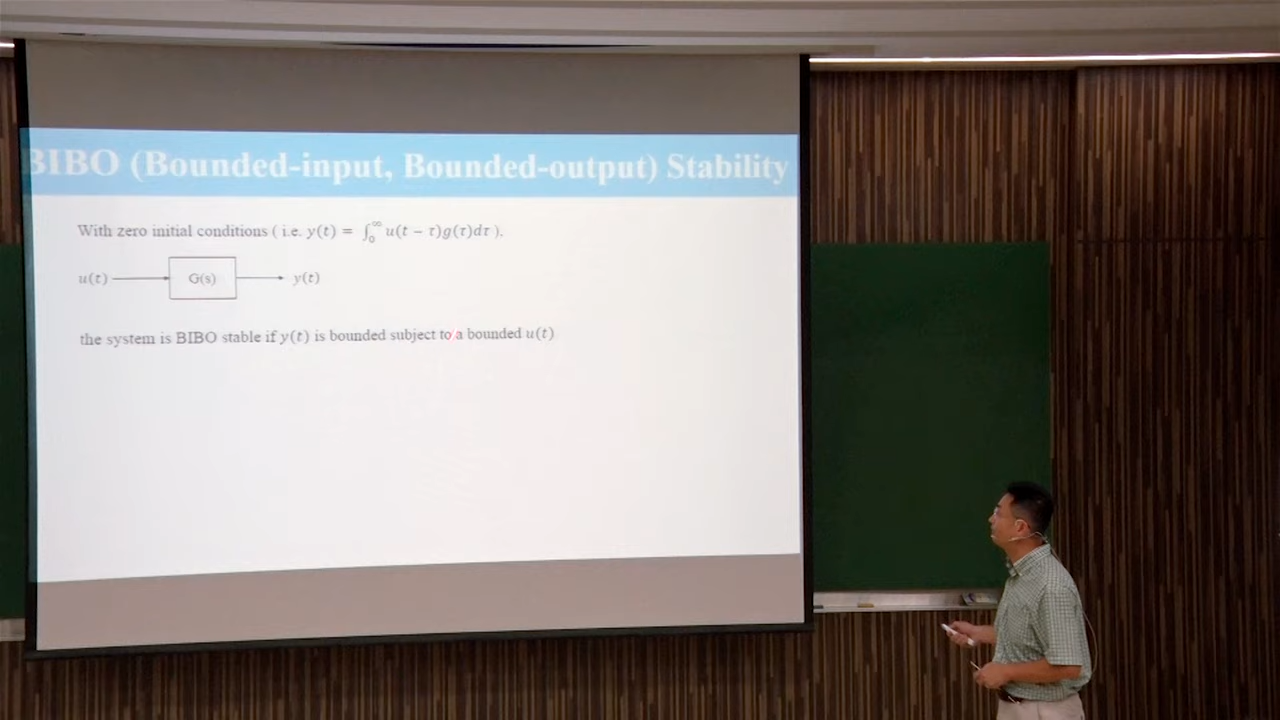 BIBO (Bounded-input, Bounded-output) Stability
With zero initial conditions ( i.e. y(t) = ∫₀^∞ u(t − τ)g(τ)dτ ).
u(t) G(s) y(t)
the system is BIBO stable if y(t) is bounded subject to a bounded u(t)